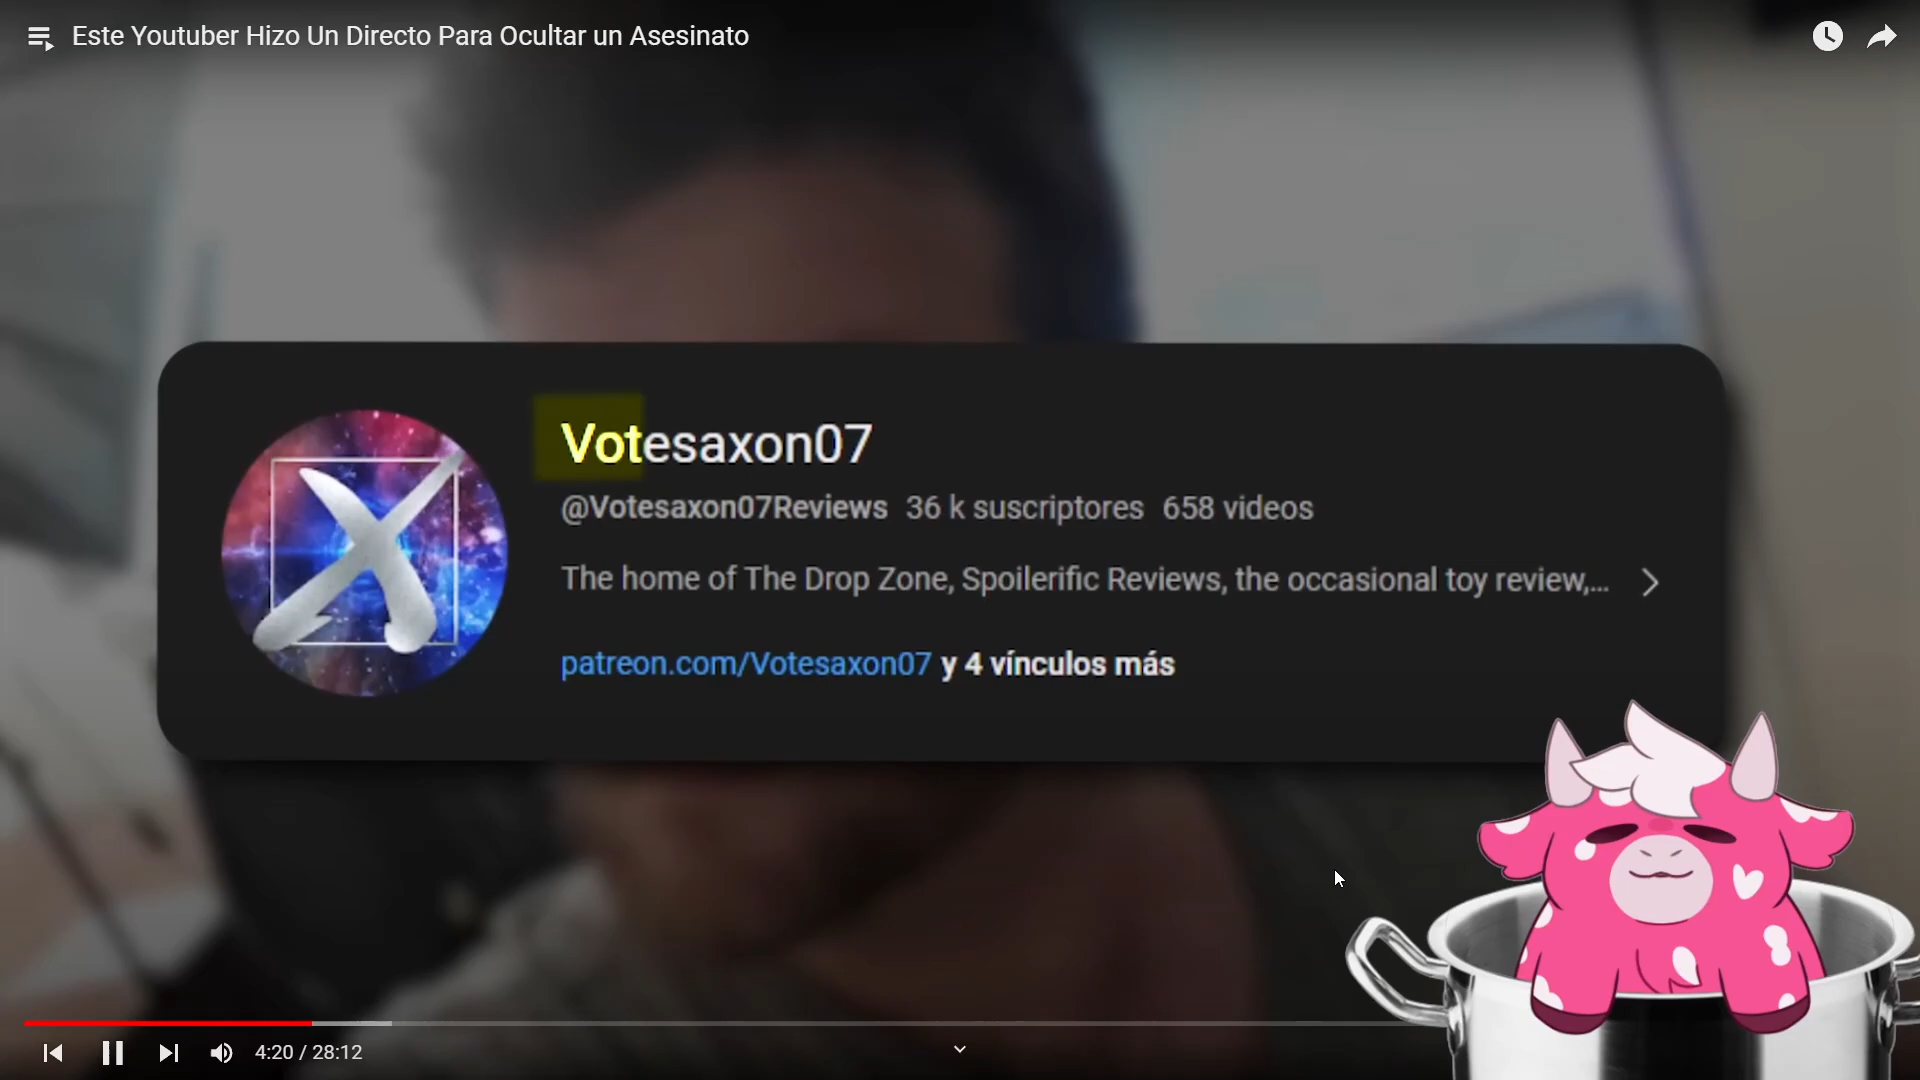 Este Youtuber Hizo Un Directo Para Ocultar un Asesinato
Votesaxon07
@Votesaxon07Reviews 36 k suscriptores 658 videos
The home of The Drop Zone, Spoilerific Reviews, the occasional toy review,...
patreon.com/Votesaxon07 y 4 vínculos más
4:20 / 28:12